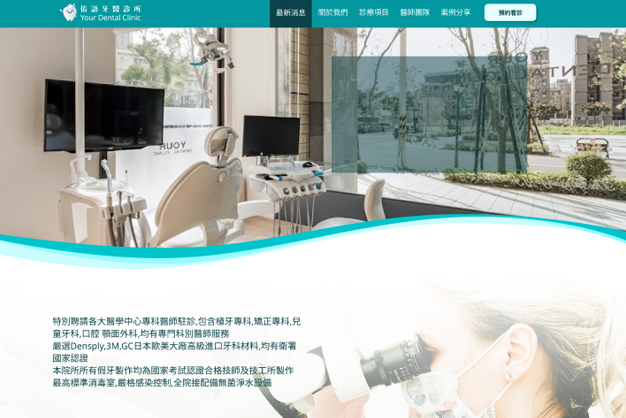 佑語牙醫診所
Your Dental Clinic
最新消息
關於我們
診療項目
醫師團隊
案例分享
預約看診
YOUR
特別聘請各大醫學中心專科醫師駐診,包含植牙專科,矯正專科,兒
童牙科,口腔 顎面外科,均有專門科別醫師服務
嚴選Densply,3M,GC日本歐美大廠高級進口牙科材料,均有衛署
國家認證
本院所所有假牙製作均為國家考試認證合格技師及技工所製作
最高標準消毒室,嚴格感染控制,全院接配備無菌淨水設備